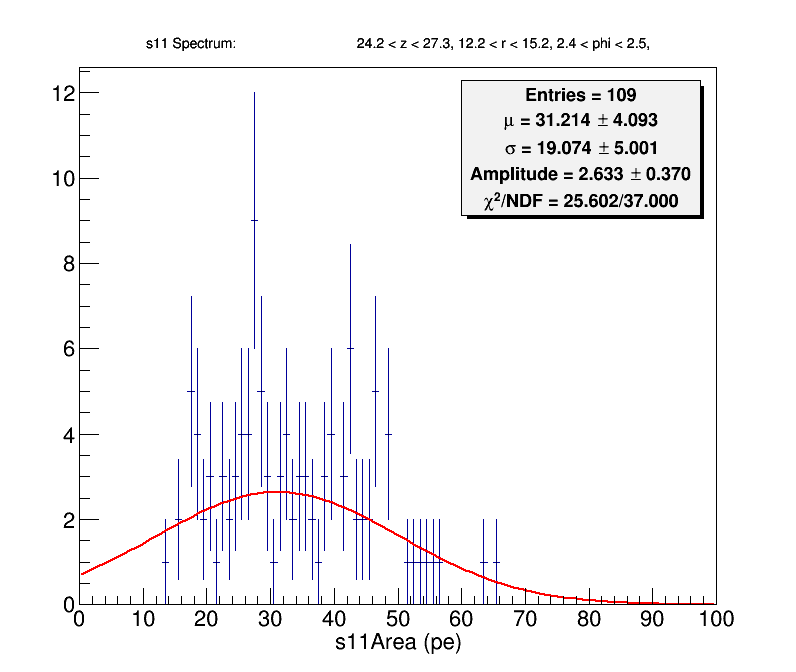 s11 Spectrum: 24.2 < z < 27.3, 12.2 < r < 15.2, 2.4 < phi < 2.5,
Entries = 109
μ = 31.214 ± 4.093
σ = 19.074 ± 5.001
Amplitude = 2.633 ± 0.370
χ²/NDF = 25.602/37.000
12
10
8
6
4
2
0
0 10 20 30 40 50 60 70 80 90 100
s11Area (pe)